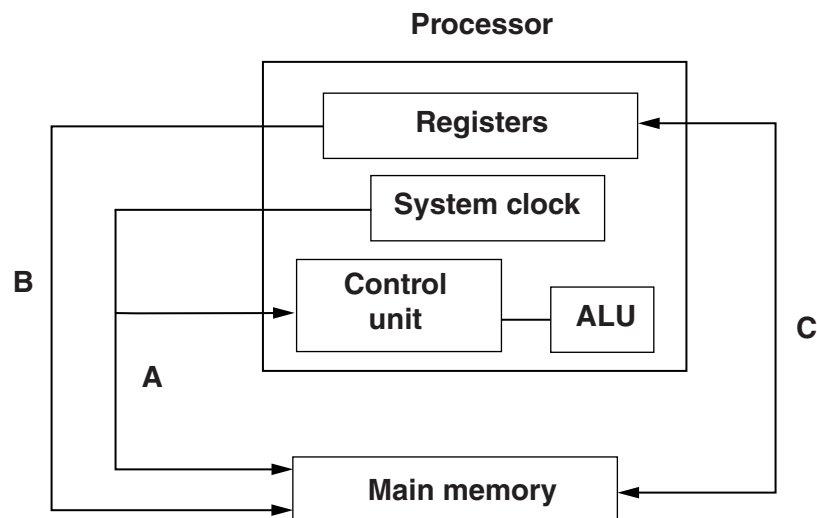 Processor
Registers
System clock
Control
unit
ALU
B
A
C
Main memory